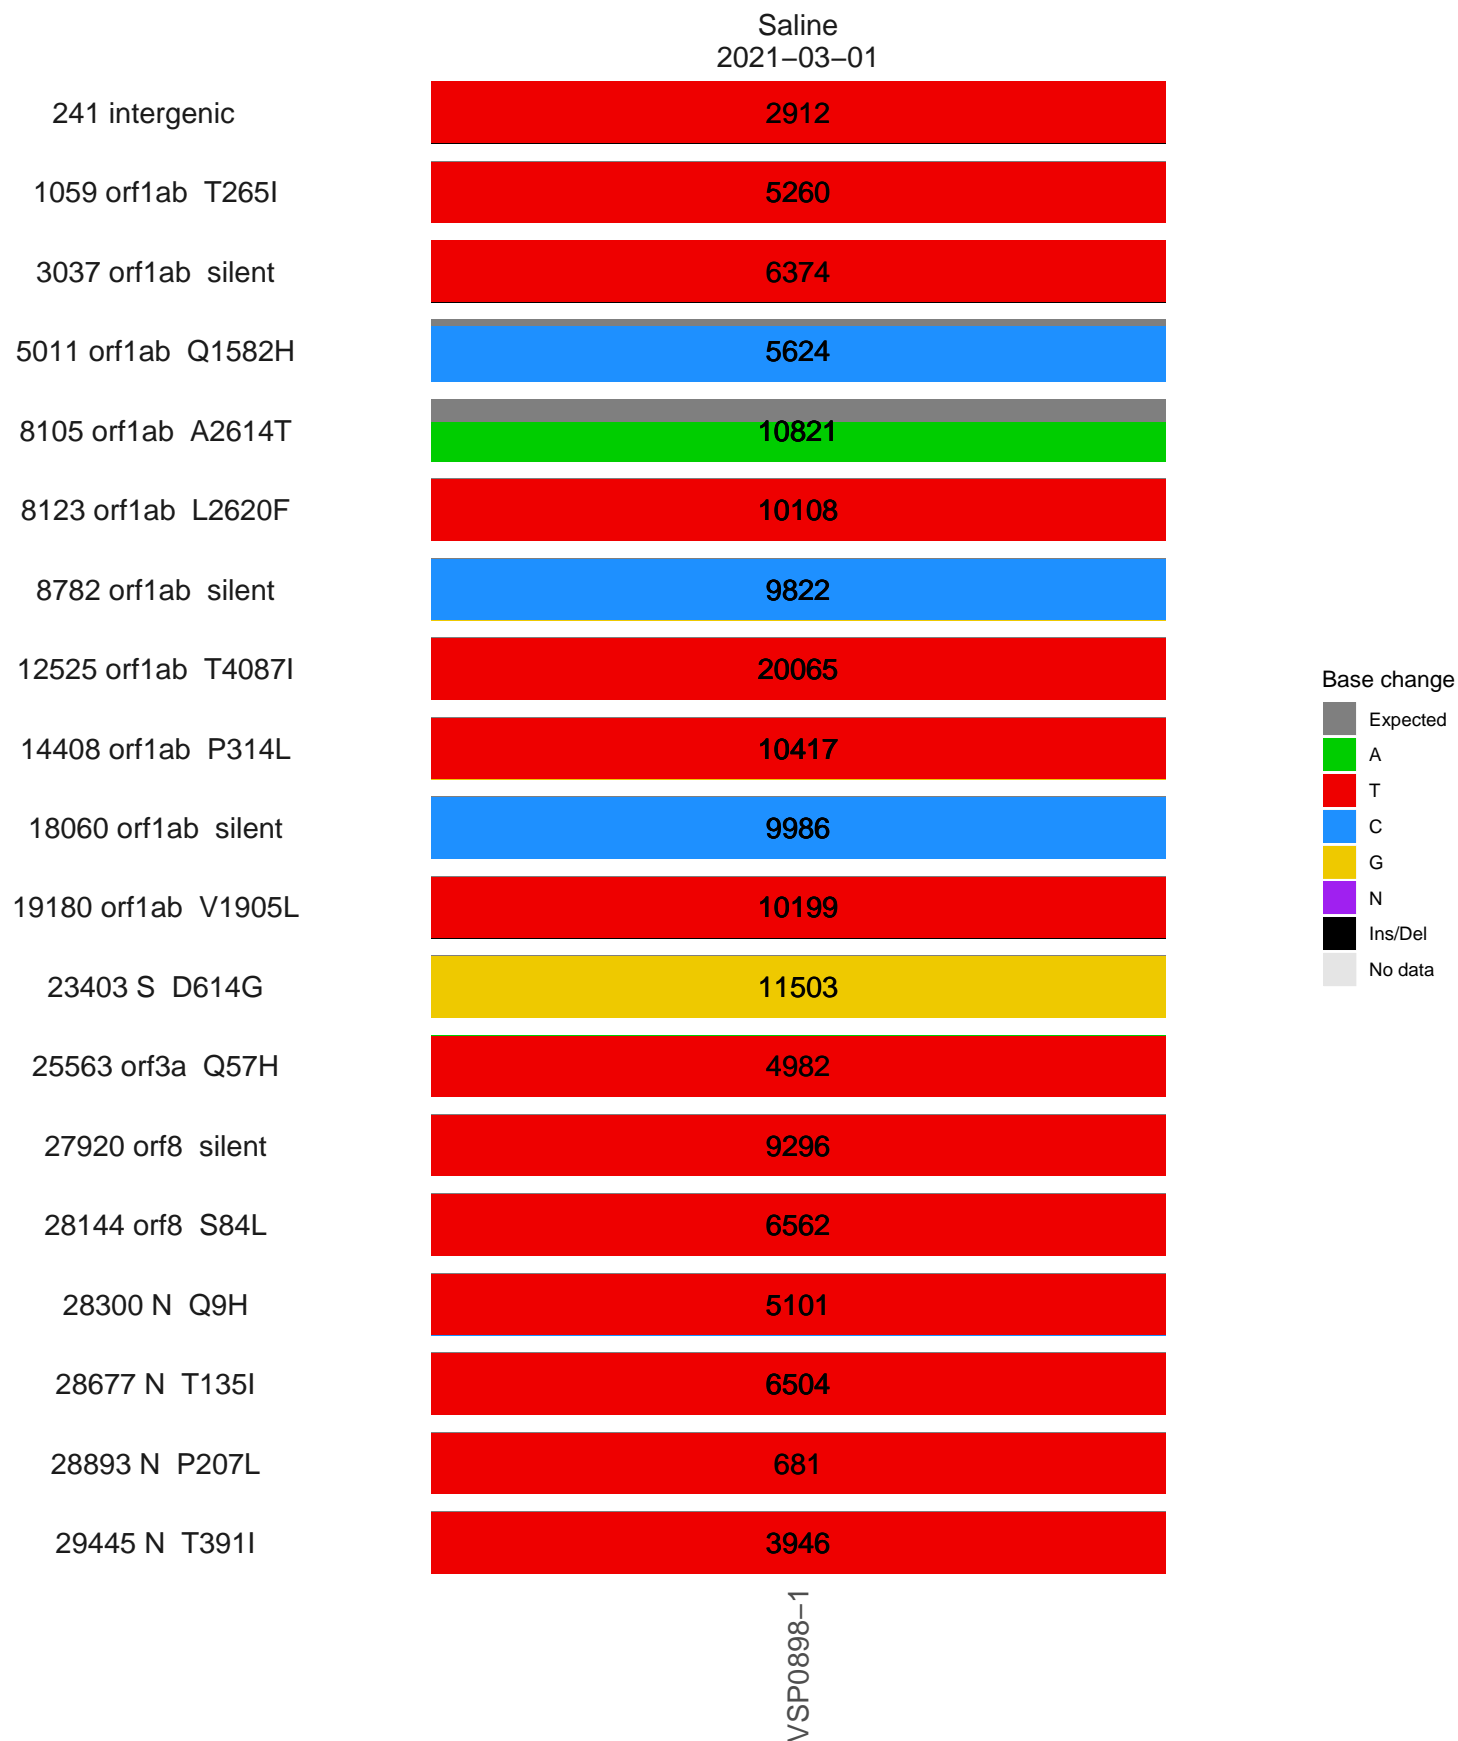 Saline
2021−03−01
241 intergenic
2912
1059 orf1ab  T265I
5260
3037 orf1ab  silent
6374
5011 orf1ab  Q1582H
5624
8105 orf1ab  A2614T
10821
8123 orf1ab  L2620F
10108
8782 orf1ab  silent
9822
12525 orf1ab  T4087I
20065
14408 orf1ab  P314L
10417
18060 orf1ab  silent
9986
19180 orf1ab  V1905L
10199
23403 S  D614G
11503
25563 orf3a  Q57H
4982
27920 orf8  silent
9296
28144 orf8  S84L
6562
28300 N  Q9H
5101
28677 N  T135I
6504
28893 N  P207L
681
29445 N  T391I
3946
VSP0898−1
Base change
Expected
A
T
C
G
N
Ins/Del
No data